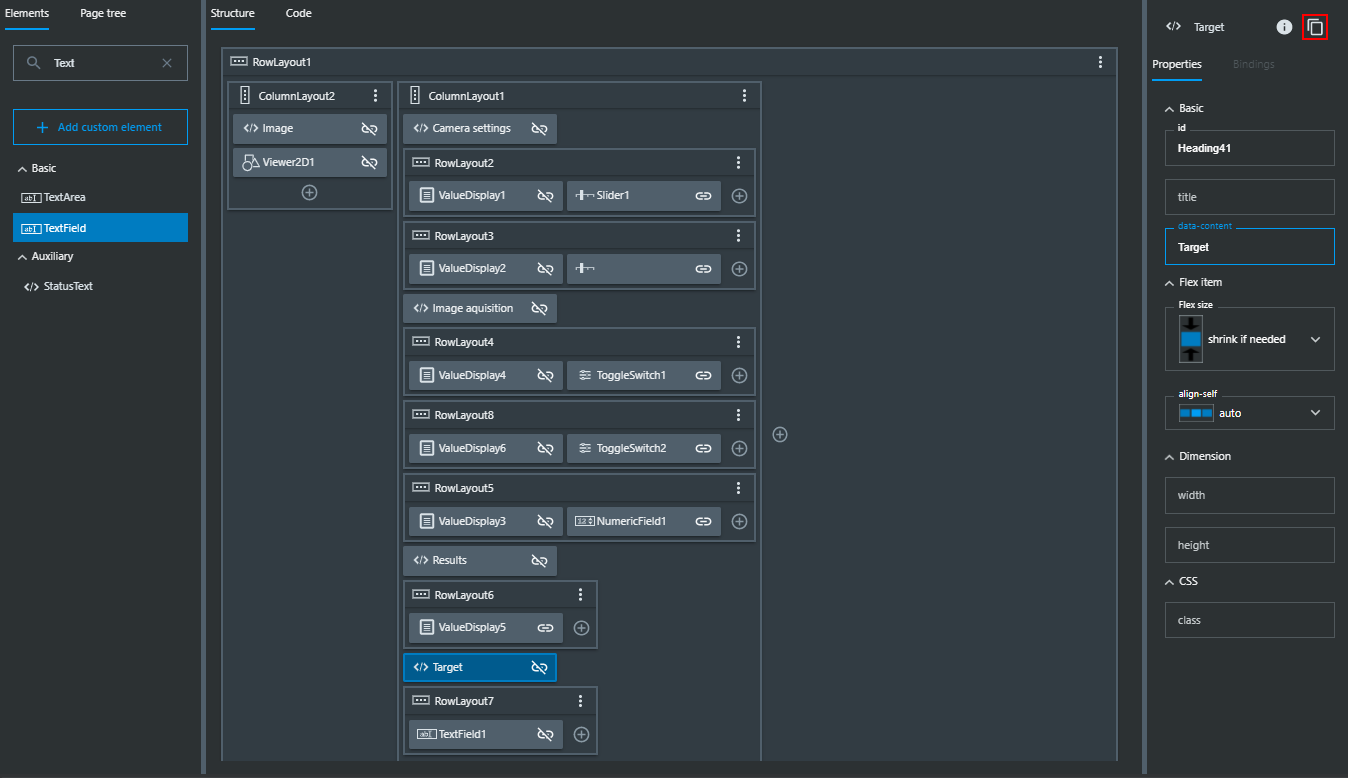 Elements Page tree
Text
Add custom element
Basic
TextArea
TextField
Auxiliary
StatusText
Structure Code
RowLayout1
ColumnLayout2
Image
Viewer2D1
ColumnLayout1
Camera settings
RowLayout2
ValueDisplay1 Slider1
RowLayout3
ValueDisplay2
Image aquisition
RowLayout4
ValueDisplay4 ToggleSwitch1
RowLayout8
ValueDisplay6 ToggleSwitch2
RowLayout5
ValueDisplay3 NumericField1
Results
RowLayout6
ValueDisplay5
Target
RowLayout7
TextField1
Target
Properties Bindings
Basic
id
Heading41
title
data-content
Target
Flex item
Flex size
shrink if needed
align-self
auto
Dimension
width
height
CSS
class